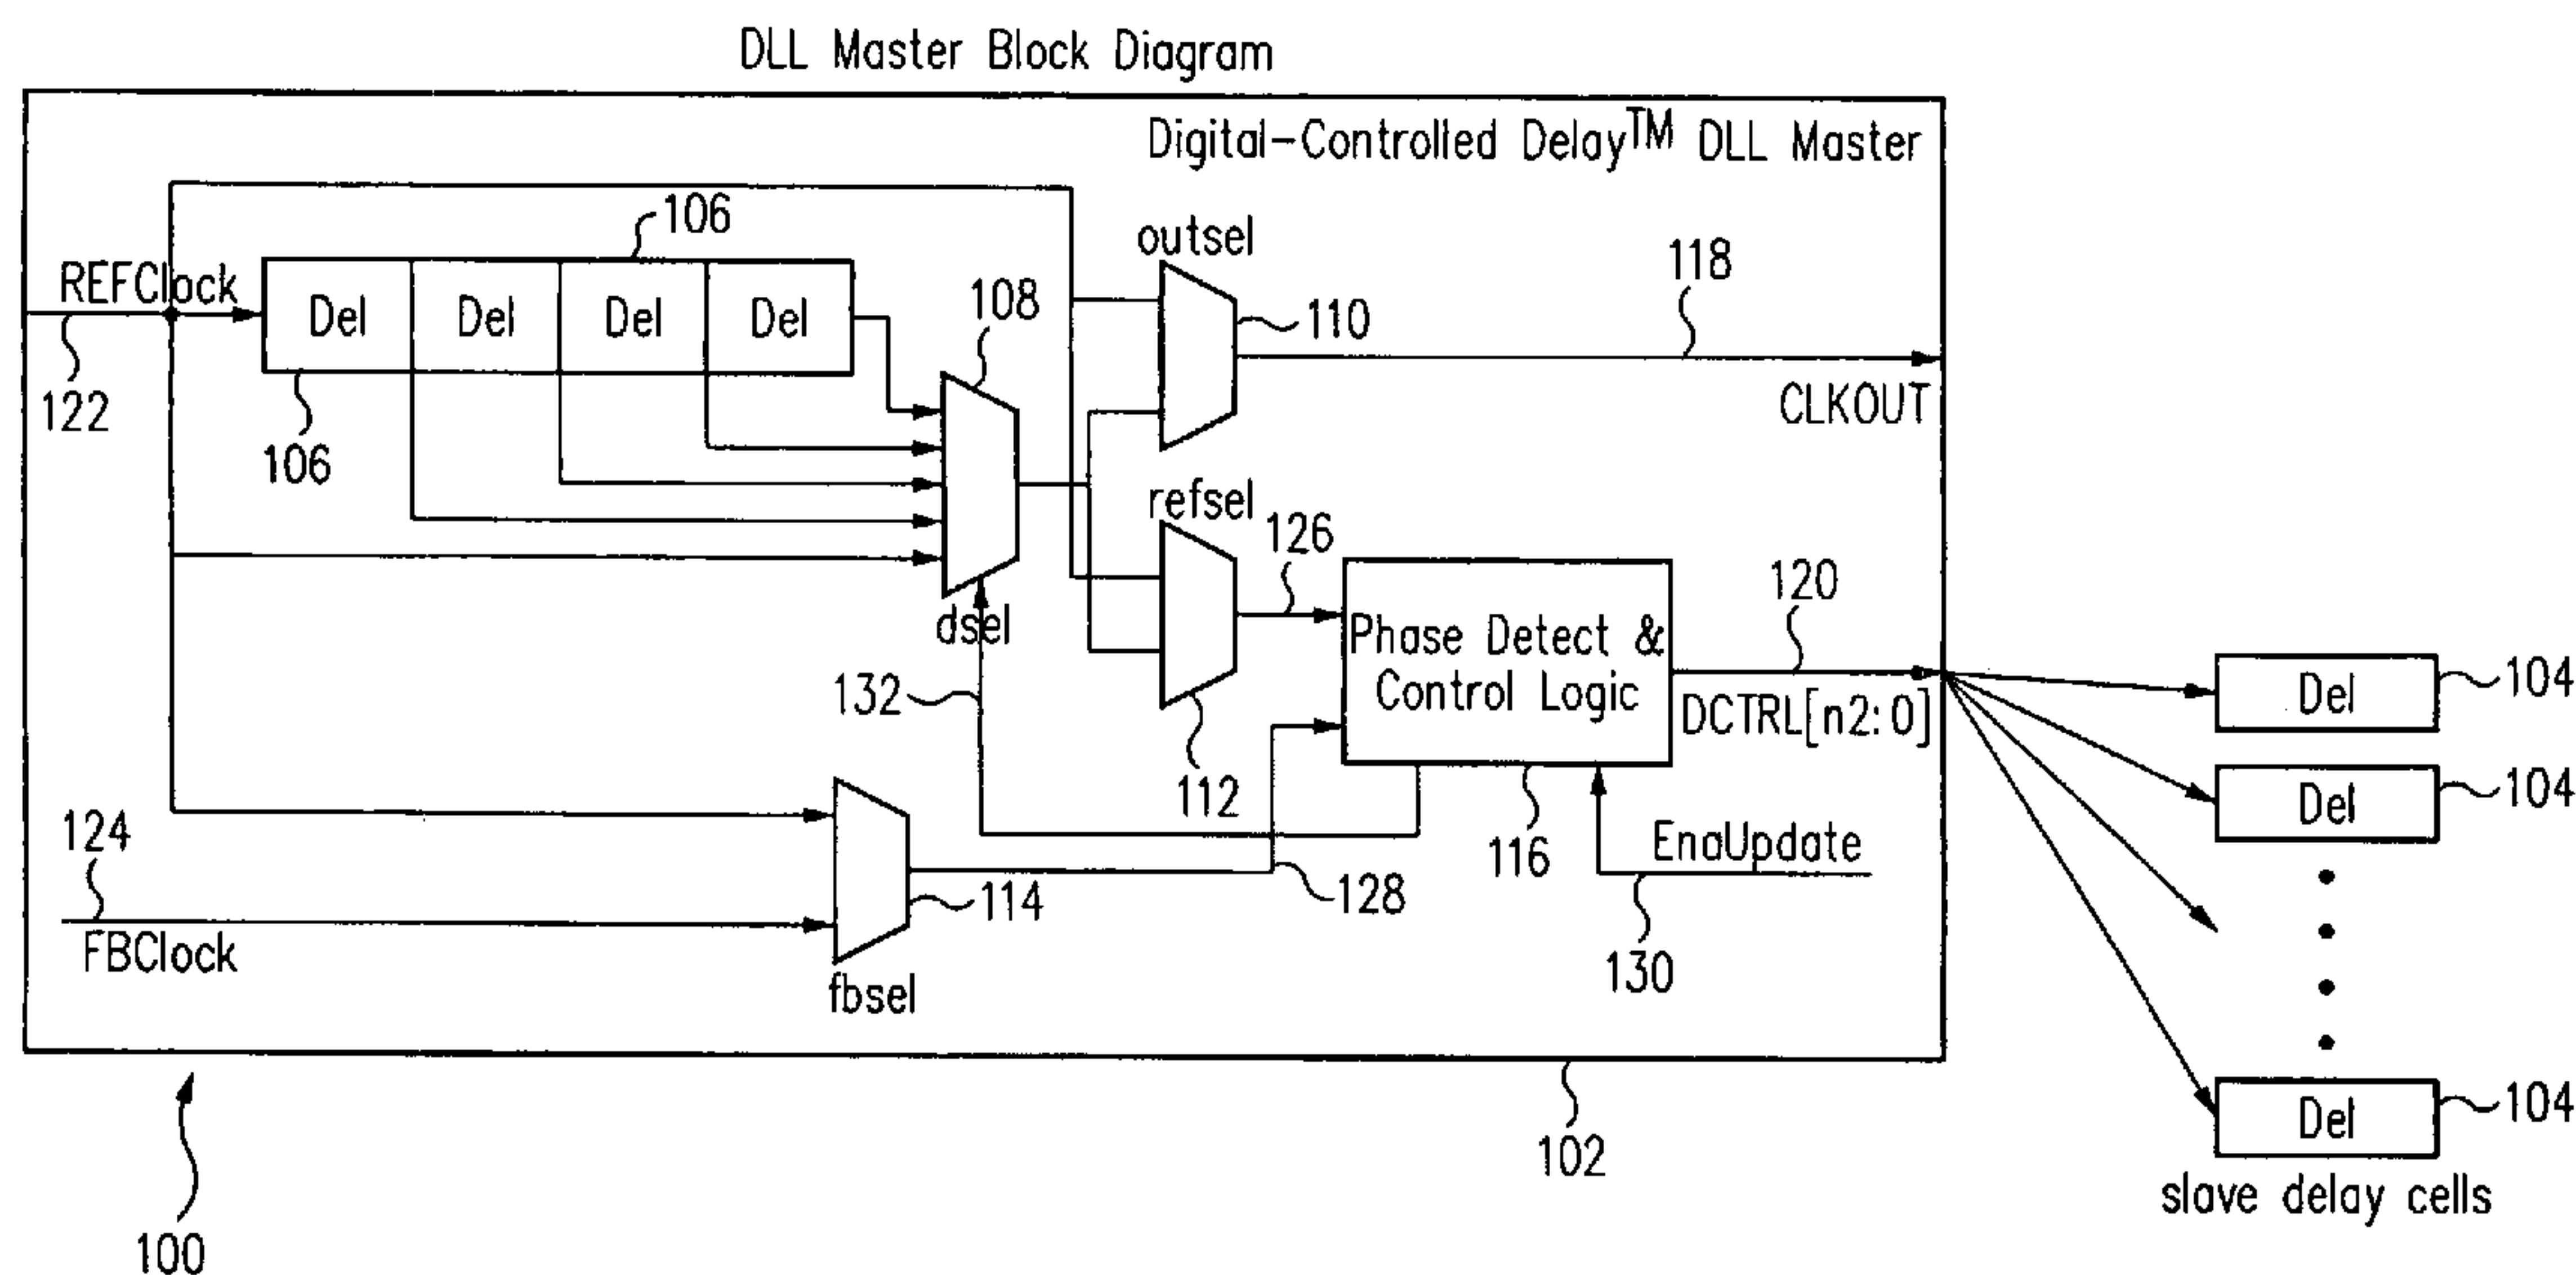 DLL Master Block Diagram
Digital-Controlled Delay™ DLL Master
106
outsel
118
REFClock
Del
Del
Del
Del
108
110
122
106
CLKOUT
refsel
126
120
dsel
Phase Detect &
Control Logic
132
DCTRL[n2:0]
Del
104
112
Del
104
124
116
EnaUpdate
114
128
FBClock
130
fbsel
Del
104
102
slave delay cells
100